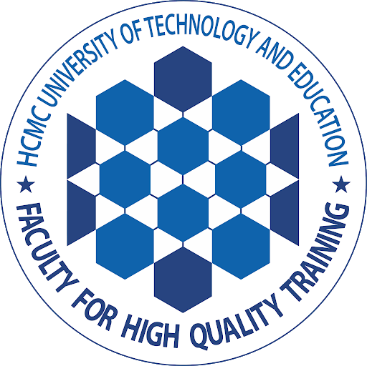 HCMC UNIVERSITY OF TECHNOLOGY AND EDUCATION
FACULTY FOR HIGH QUALITY TRAINING